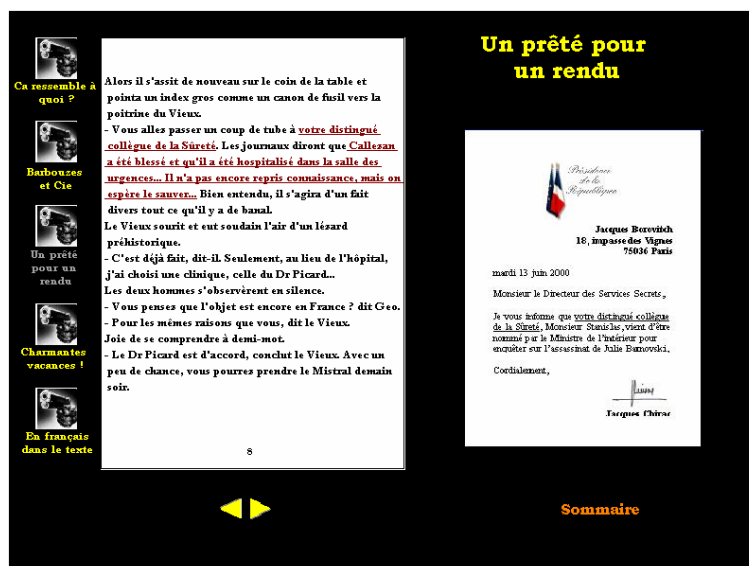 Ca ressemble à
quoi ?
Barbouzes
et Cie
Un prêté
pour un
rendu
Charmantes
vacances !
En français
dans le texte
Alors il s'assit de nouveau sur le coin de la table et
pointa un index gros comme un canon de fusil vers la
poitrine du Vieux.
- Vous allez passer un coup de tube à votre distingué
collègue de la Sûreté. Les journaux diront que Callezan
a été blessé et qu'il a été hospitalisé dans la salle des
urgences... Il n'a pas encore repris connaissance, mais on
espère le sauver... Bien entendu, il s'agira d'un fait
divers tout ce qu'il y a de banal.
Le Vieux sourit et eut soudain l'air d'un lézard
préhistorique.
- C'est déjà fait, dit-il. Seulement, au lieu de l'hôpital,
j'ai choisi une clinique, celle du Dr Picard...
Les deux hommes s'observèrent en silence.
- Vous pensez que l'objet est encore en France ? dit Geo.
- Pour les mêmes raisons que vous, dit le Vieux.
Joie de se comprendre à demi-mot.
- Le Dr Picard est d'accord, conclut le Vieux. Avec un
peu de chance, vous pourrez prendre le Mistral demain
soir.
8
Un prêté pour
un rendu
Présidence
de la
République
Jacques Borovitch
18, impasse des Vignes
75036 Paris
mardi 13 juin 2000
Monsieur le Directeur des Services Secrets,
Je vous informe que votre distingué collègue
de la Sûreté, Monsieur Stanislas, vient d'être
nommé par le Ministre de l'intérieur pour
enquêter sur l'assassinat de Julie Barnovski.
Cordialement,
Jacques Chirac
Sommaire